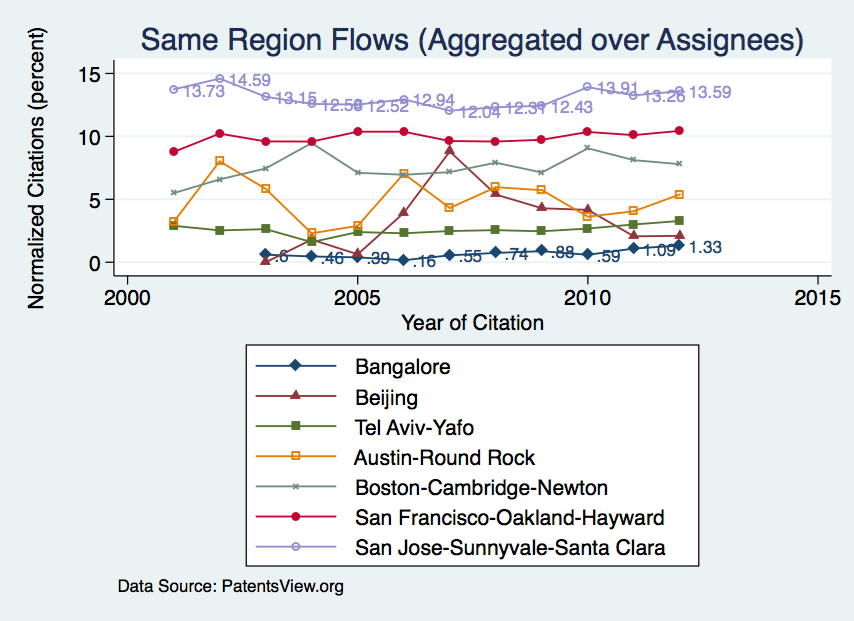 Same Region Flows (Aggregated over Assignees)
Normalized Citations (percent)
15
10
5
0
13.73
14.59
13.15
12.52
12.94
12.04
12.31
12.43
13.91
13.26
13.59
.6
.46
.39
.16
.55
.74
.88
.59
1.09
1.33
2000
2005
2010
2015
Year of Citation
Bangalore
Beijing
Tel Aviv-Yafo
Austin-Round Rock
Boston-Cambridge-Newton
San Francisco-Oakland-Hayward
San Jose-Sunnyvale-Santa Clara
Data Source: PatentsView.org